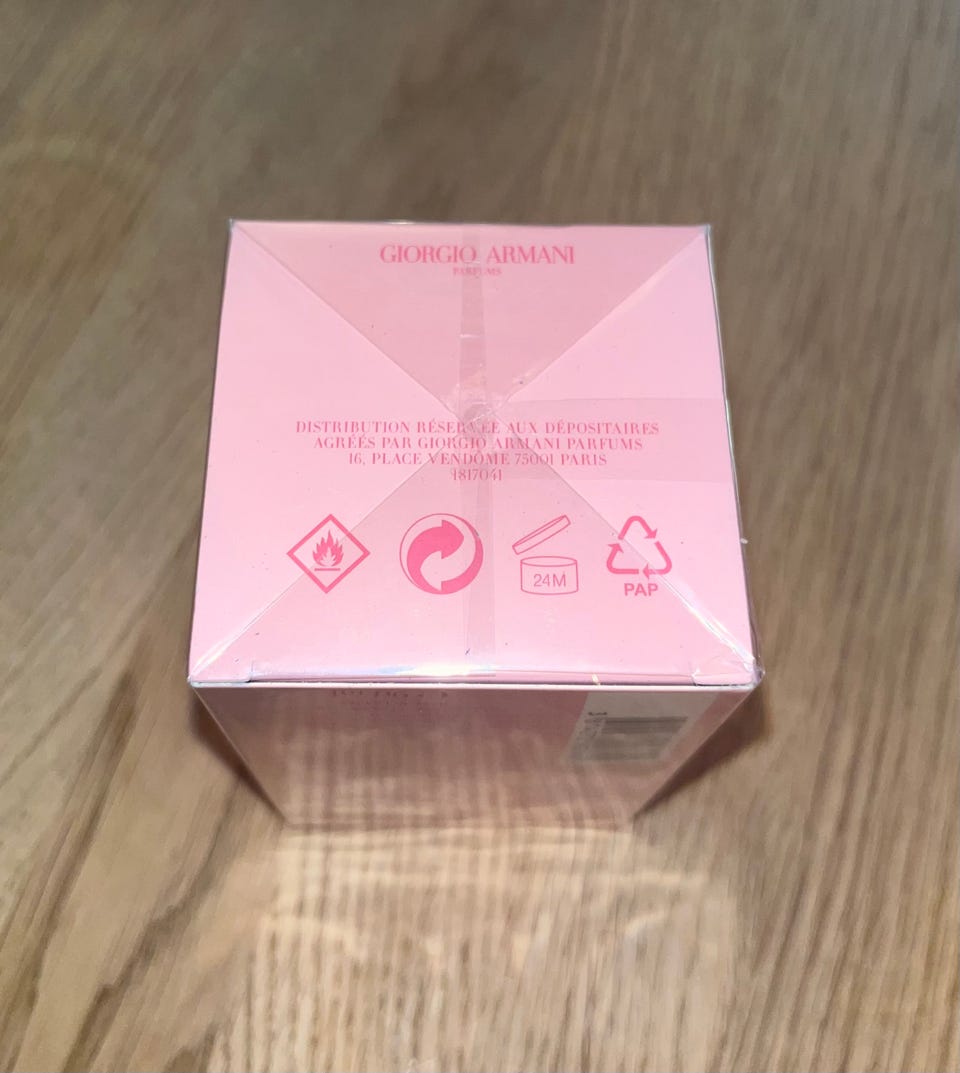 GIORGIO ARMANI
PARFUMS
DISTRIBUTION RÉSERVÉE AUX DÉPOSITAIRES
AGRÉÉS PAR GIORGIO ARMANI PARFUMS
16, PLACE VENDÔME 75001 PARIS
1817041
24M
PAP